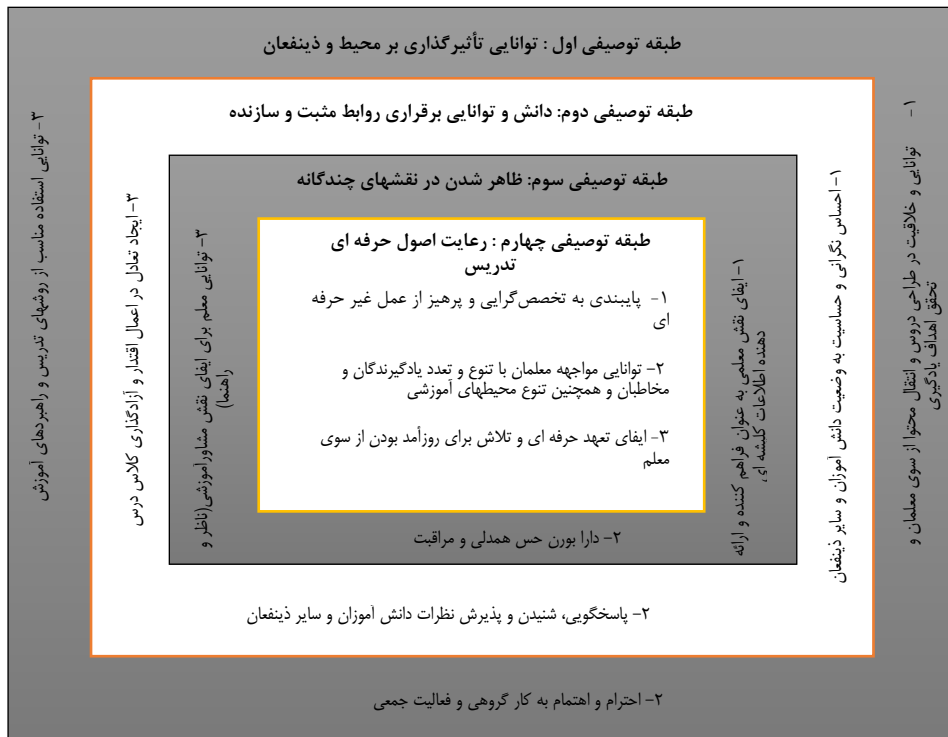 طبقه توصیفی اول : توانایی تأثیرگذاری بر محیط و ذینفعان
۱ - توانایی و خلاقیت در طراحی دروس و انتقال محتوا از سوی معلمان و
تحقق اهداف یادگیری
۲- احترام و اهتمام به کار گروهی و فعالیت جمعی
۳- توانایی استفاده مناسب از روشهای تدریس و راهبردهای آموزش
طبقه توصیفی دوم: دانش و توانایی برقراری روابط مثبت و سازنده
۱- احساس نگرانی و حساسیت به وضعیت دانش آموزان و سایر ذینفعان
۲- پاسخگویی، شنیدن و پذیرش نظرات دانش آموزان و سایر ذینفعان
۳- ایجاد تعادل در اعمال اقتدار و آزادگذاری کلاس درس
طبقه توصیفی سوم: ظاهر شدن در نقشهای چندگانه
۱- ایفای نقش معلمی به عنوان فراهم کننده و ارائه
دهنده اطلاعات کلیشه ای،
۲- دارا بورن حس همدلی و مراقبت
۳- توانایی معلم برای ایفای نقش مشاورآموزشی(ناظر و
راهنما)
طبقه توصیفی چهارم : رعایت اصول حرفه ای
تدریس
۱- پایبندی به تخصص‌گرایی و پرهیز از عمل غیر حرفه
ای
۲- توانایی مواجهه معلمان با تنوع و تعدد یادگیرندگان و
مخاطبان و همچنین تنوع محیطهای آموزشی
۳- ایفای تعهد حرفه ای و تلاش برای روزآمد بودن از سوی
معلم